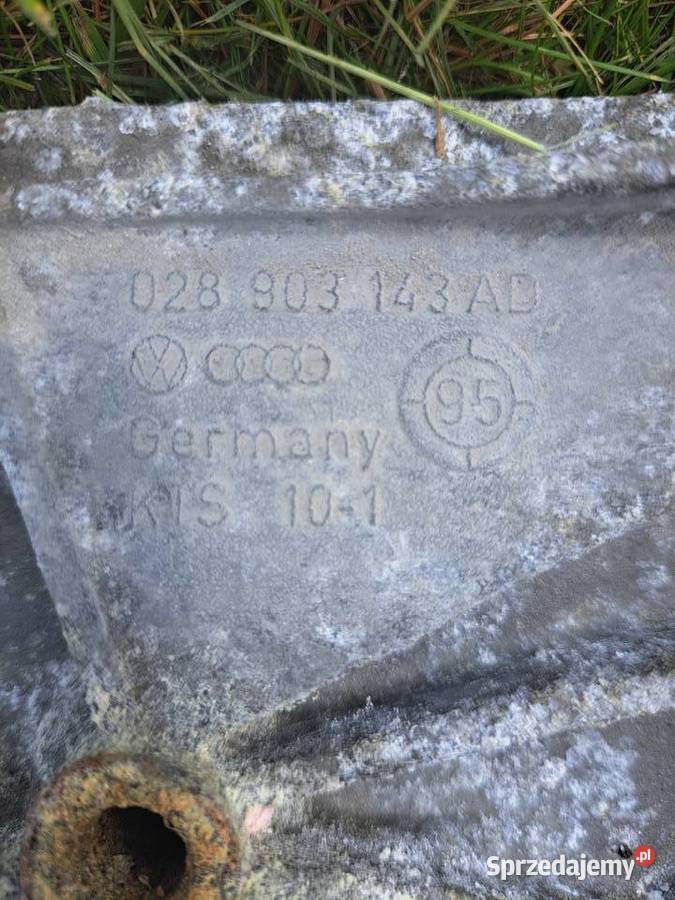 028 903 143 AD
95
Germany
KTS 10-1
Sprzedajemy.pl